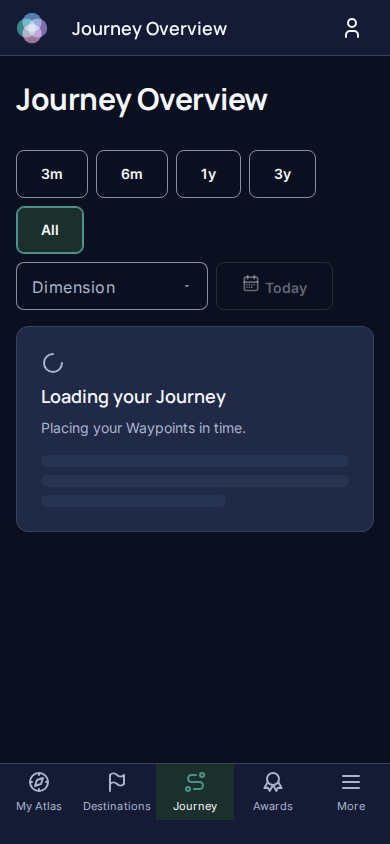 Journey Overview
Journey Overview
3m 6m 1y 3y
All
Dimension Today
Loading your Journey
Placing your Waypoints in time.
My Atlas Destinations Journey Awards More